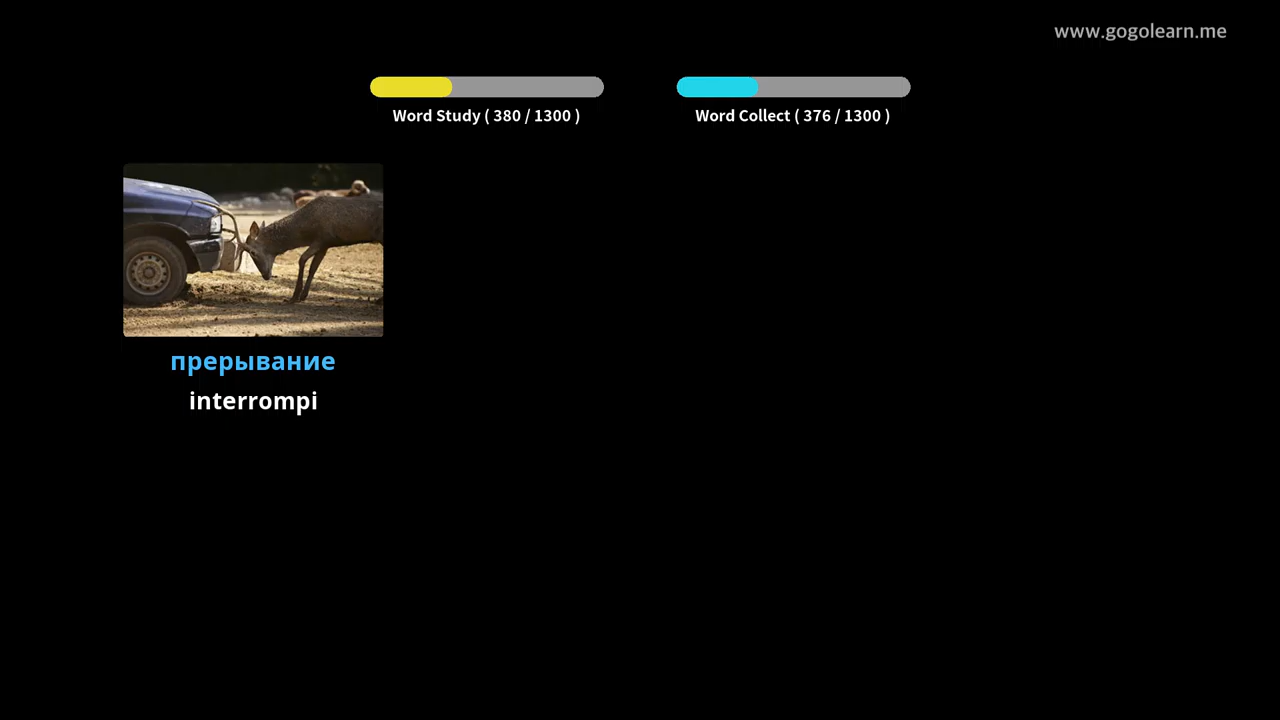 www.gogolearn.me
Word Study ( 380 / 1300 )
Word Collect ( 376 / 1300 )
прерывание
interrompi